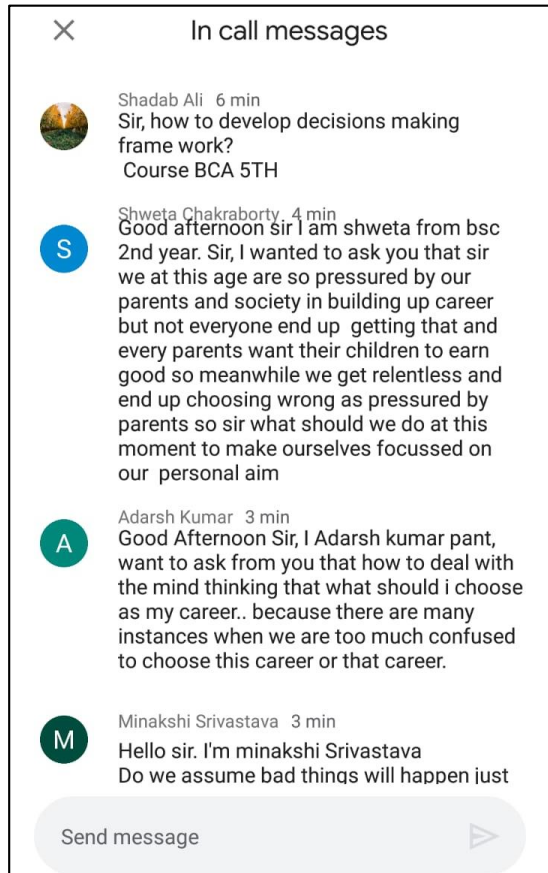 In call messages
Shadab Ali 6 min
Sir, how to develop decisions making
frame work?
Course BCA 5TH
Shweta Chakraborty 4 min
Good afternoon sir I am shweta from bsc
2nd year. Sir, I wanted to ask you that sir
we at this age are so pressured by our
parents and society in building up career
but not everyone end up getting that and
every parents want their children to earn
good so meanwhile we get relentless and
end up choosing wrong as pressured by
parents so sir what should we do at this
moment to make ourselves focussed on
our personal aim
Adarsh Kumar 3 min
Good Afternoon Sir, I Adarsh kumar pant,
want to ask from you that how to deal with
the mind thinking that what should i choose
as my career.. because there are many
instances when we are too much confused
to choose this career or that career.
Minakshi Srivastava 3 min
Hello sir. I'm minakshi Srivastava
Do we assume bad things will happen just
Send message
S
A
M